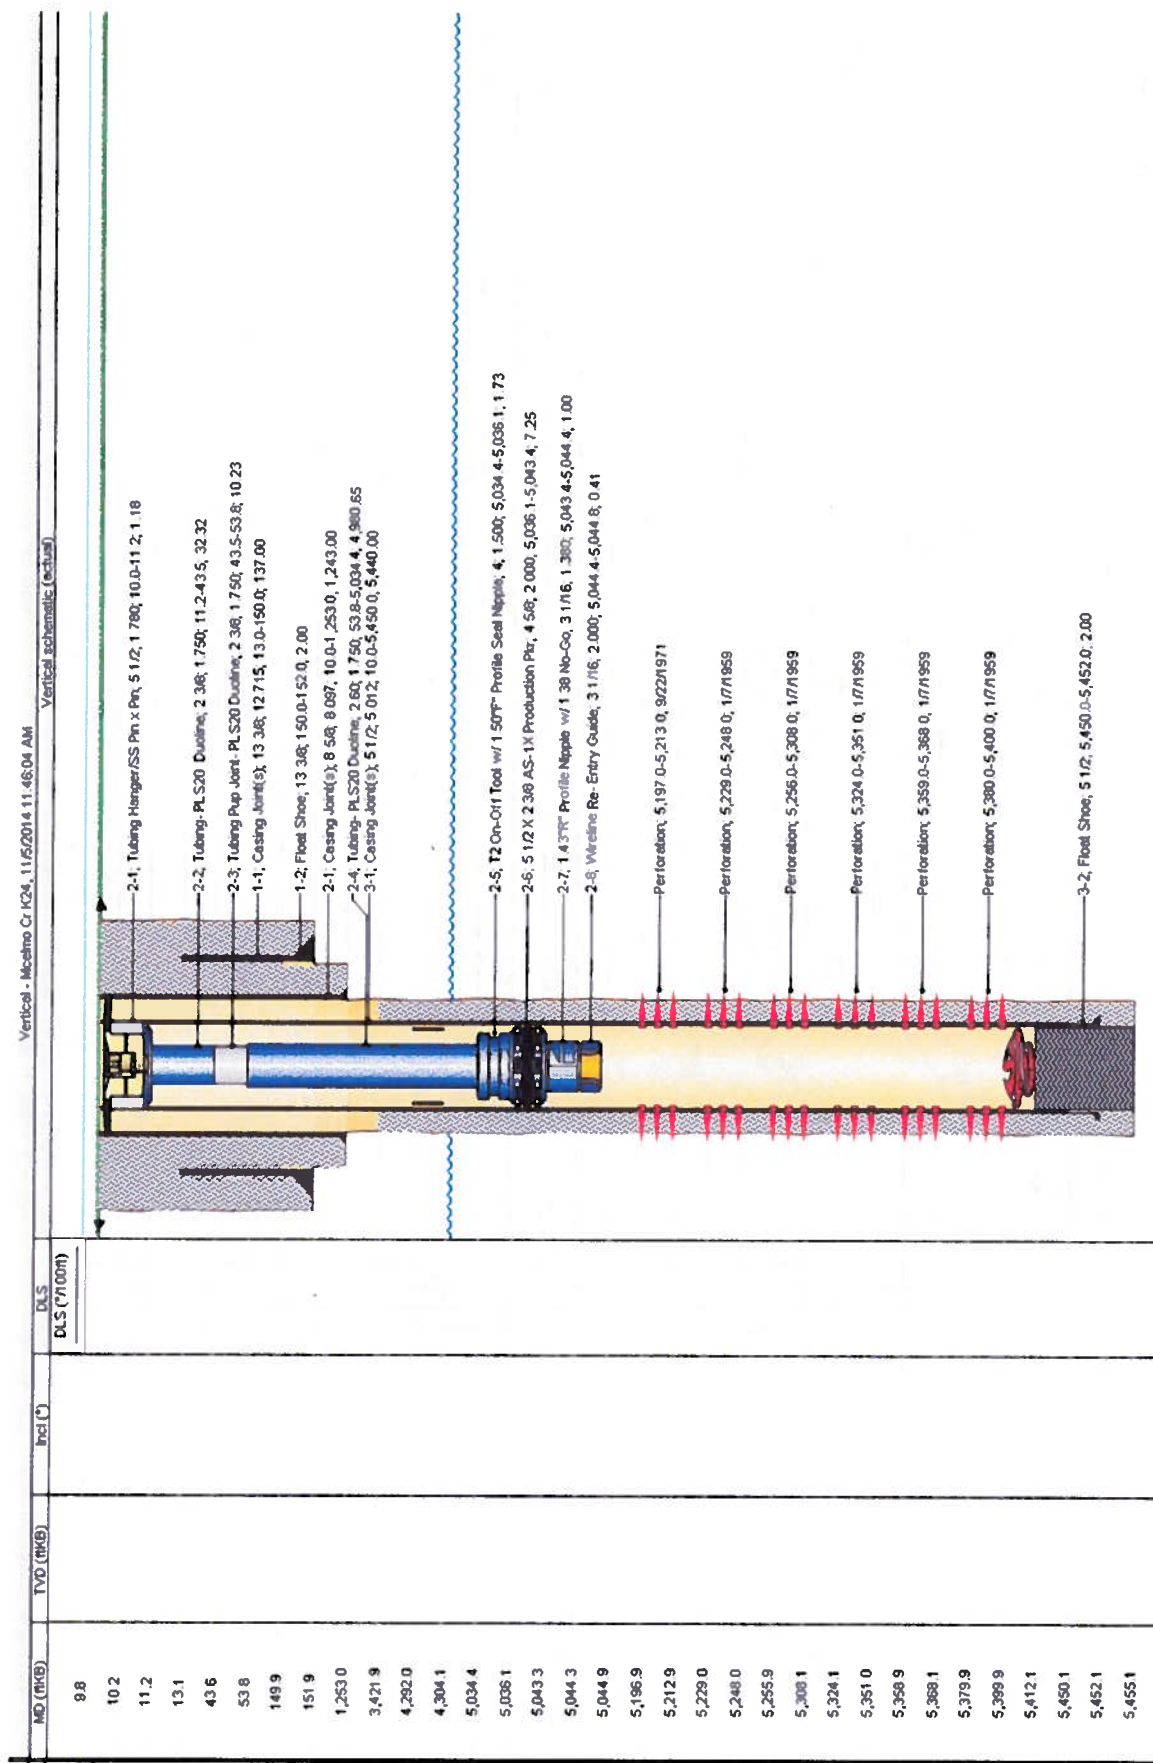 Vertical - Mcelmo Cr K24, 11/5/2014 11:46:04 AM
MD (ftKB) TVD (ftKB) Incl (°) DLS Vertical schematic (actual)
DLS (°/100ft)
9.8
10.2
11.2
13.1
43.6
53.8
149.9
151.9
1,253.0
3,421.9
4,292.0
4,304.1
5,034.4
5,036.1
5,043.3
5,044.3
5,044.9
5,196.9
5,212.9
5,229.0
5,248.0
5,255.9
5,308.1
5,324.1
5,351.0
5,358.9
5,368.1
5,379.9
5,399.9
5,412.1
5,450.1
5,452.1
5,455.1
2-1; Tubing Hanger/SS Pin x Pin; 5 1/2; 1.780; 10.0-11.2; 1.18
2-2; Tubing- PLS20 Duoline; 2 3/8; 1.750; 11.2-43.5; 32.32
2-3; Tubing Pup Joint- PLS20 Duoline; 2 3/8; 1.750; 43.5-53.8; 10.23
1-1; Casing Joint(s); 13 3/8; 12.715; 13.0-150.0; 137.00
1-2; Float Shoe; 13 3/8; 150.0-152.0; 2.00
2-1; Casing Joint(s); 8 5/8; 8.097; 10.0-1,253.0; 1,243.00
2-4; Tubing- PLS20 Duoline; 2.60; 1.750; 53.8-5,034.4; 4,980.65
3-1; Casing Joint(s); 5 1/2; 5.012; 10.0-5,450.0; 5,440.00
2-5; T2 On-Off Tool w/ 1.50"F" Profile Seal Nipple; 4; 1.500; 5,034.4-5,036.1; 1.73
2-6; 5 1/2 X 2 3/8 AS-1X Production Pkr; 4 5/8; 2.000; 5,036.1-5,043.4; 7.25
2-7; 1.43"R" Profile Nipple w/ 1.38 No-Go; 3 1/16; 1.380; 5,043.4-5,044.4; 1.00
2-8; Wireline Re- Entry Guide; 3 1/16; 2.000; 5,044.4-5,044.8; 0.41
Perforation; 5,197.0-5,213.0; 9/22/1971
Perforation; 5,229.0-5,248.0; 1/7/1959
Perforation; 5,256.0-5,308.0; 1/7/1959
Perforation; 5,324.0-5,351.0; 1/7/1959
Perforation; 5,359.0-5,368.0; 1/7/1959
Perforation; 5,380.0-5,400.0; 1/7/1959
3-2; Float Shoe; 5 1/2; 5,450.0-5,452.0; 2.00